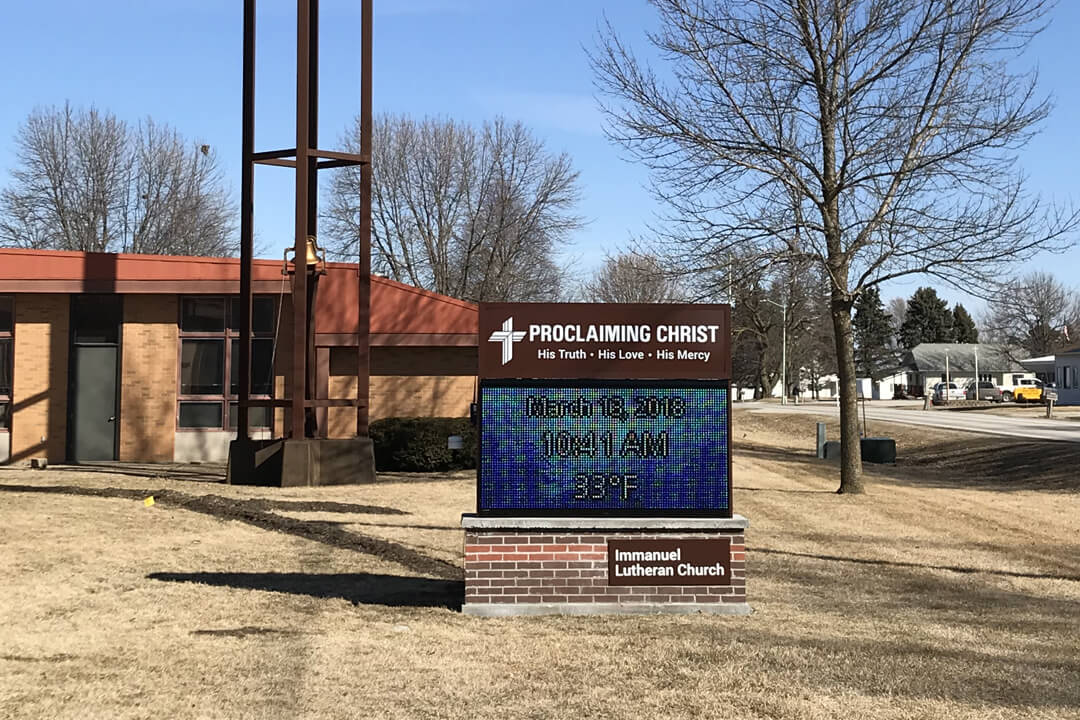 PROCLAIMING CHRIST
His Truth • His Love • His Mercy
March 18, 2018
10:41 AM
33°F
Immanuel
Lutheran Church